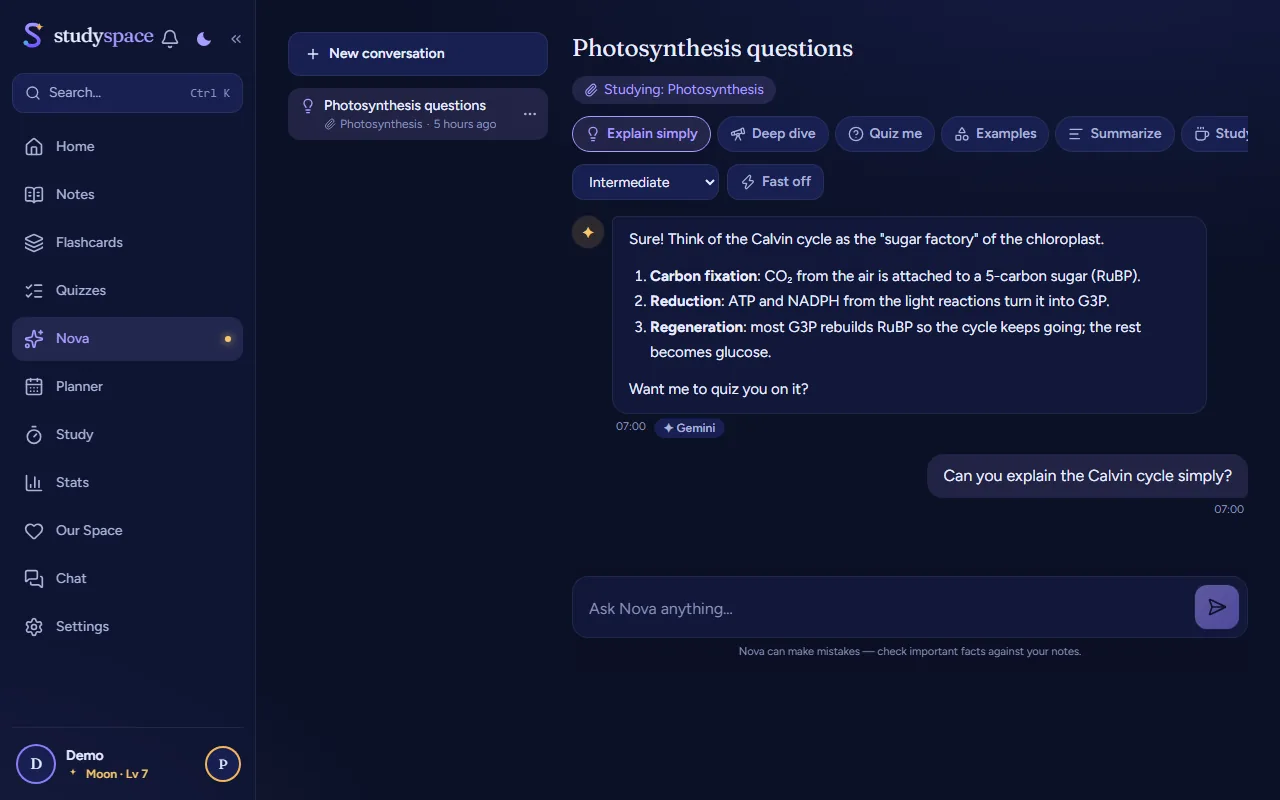 studyspace
Search...
Ctrl K
Home
Notes
Flashcards
Quizzes
Nova
Planner
Study
Stats
Our Space
Chat
Settings
D
Demo
Moon · Lv 7
P
New conversation
Photosynthesis questions
Photosynthesis · 5 hours ago
Photosynthesis questions
Studying: Photosynthesis
Explain simply
Deep dive
Quiz me
Examples
Summarize
Study
Intermediate
Fast off
Sure! Think of the Calvin cycle as the "sugar factory" of the chloroplast.
1. Carbon fixation: CO₂ from the air is attached to a 5-carbon sugar (RuBP).
2. Reduction: ATP and NADPH from the light reactions turn it into G3P.
3. Regeneration: most G3P rebuilds RuBP so the cycle keeps going; the rest
becomes glucose.
Want me to quiz you on it?
07:00
Gemini
Can you explain the Calvin cycle simply?
07:00
Ask Nova anything...
Nova can make mistakes — check important facts against your notes.